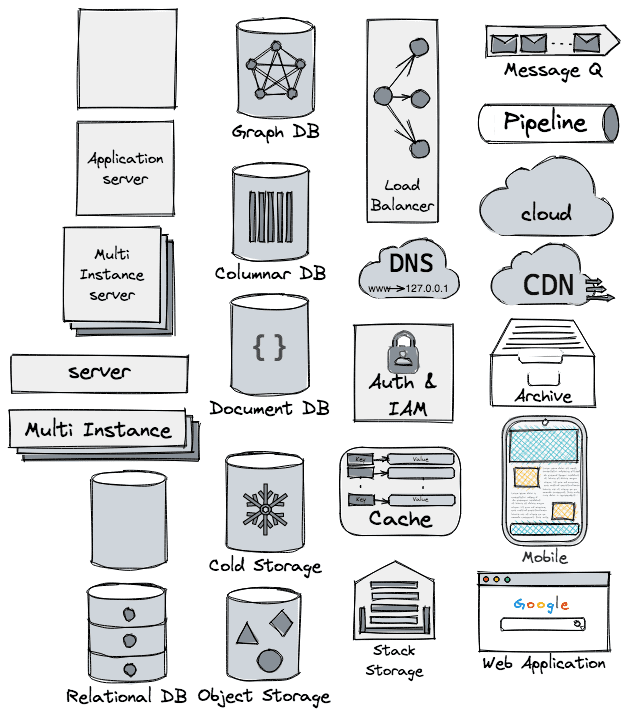 Application
server
Multi
Instance
server
server
Multi Instance
Relational DB
Graph DB
Columnar DB
{ }
Document DB
Cold Storage
Object Storage
Load
Balancer
DNS
www→127.0.0.1
Auth &
IAM
Key Value
Key Value
Cache
Stack
Storage
Message Q
Pipeline
cloud
CDN
Archive
Mobile
Google
Web Application